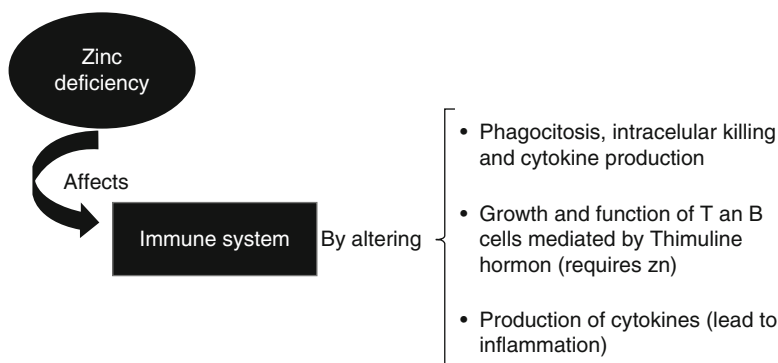 Zinc
deficiency
Affects
Immune system
By altering
• Phagocitosis, intracelular killing
and cytokine production
• Growth and function of T an B
cells mediated by Thimuline
hormon (requires zn)
• Production of cytokines (lead to
inflammation)